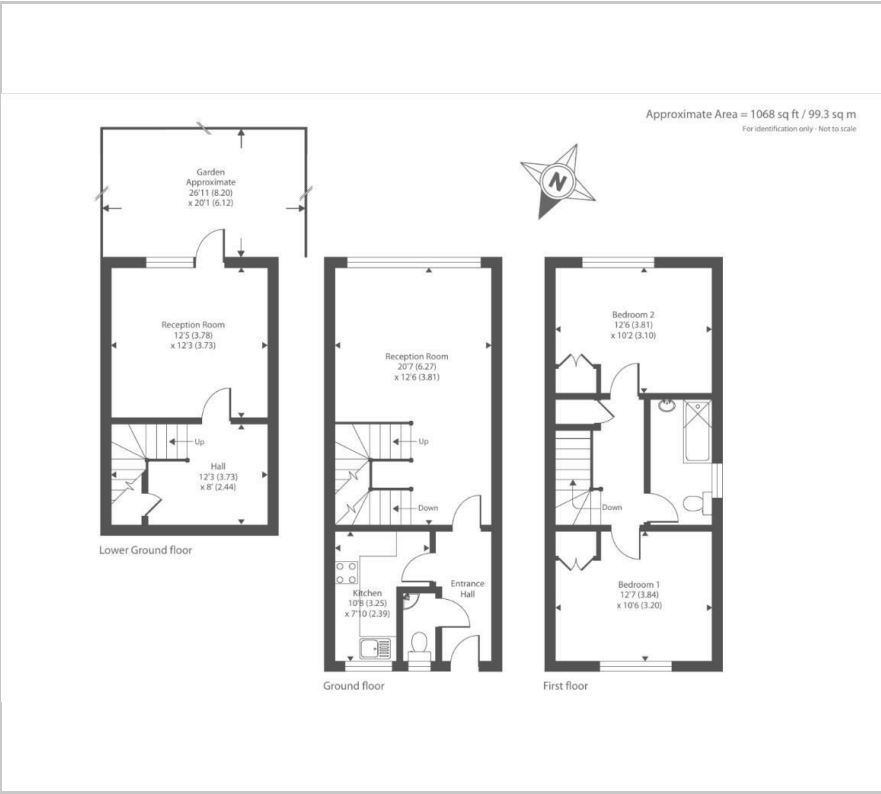 Approximate Area = 1068 sq ft / 99.3 sq m
For identification only - Not to scale
N
Garden
Approximate
26'11 (8.20)
x 20'1 (6.12)
Reception Room
12'5 (3.78)
x 12'3 (3.73)
Up
Hall
12'3 (3.73)
x 8' (2.44)
Lower Ground floor
Reception Room
20'7 (6.27)
x 12'6 (3.81)
Up
Down
Kitchen
10'8 (3.25)
x 7'10 (2.39)
Entrance
Hall
Ground floor
Bedroom 2
12'6 (3.81)
x 10'2 (3.10)
Down
Bedroom 1
12'7 (3.84)
x 10'6 (3.20)
First floor